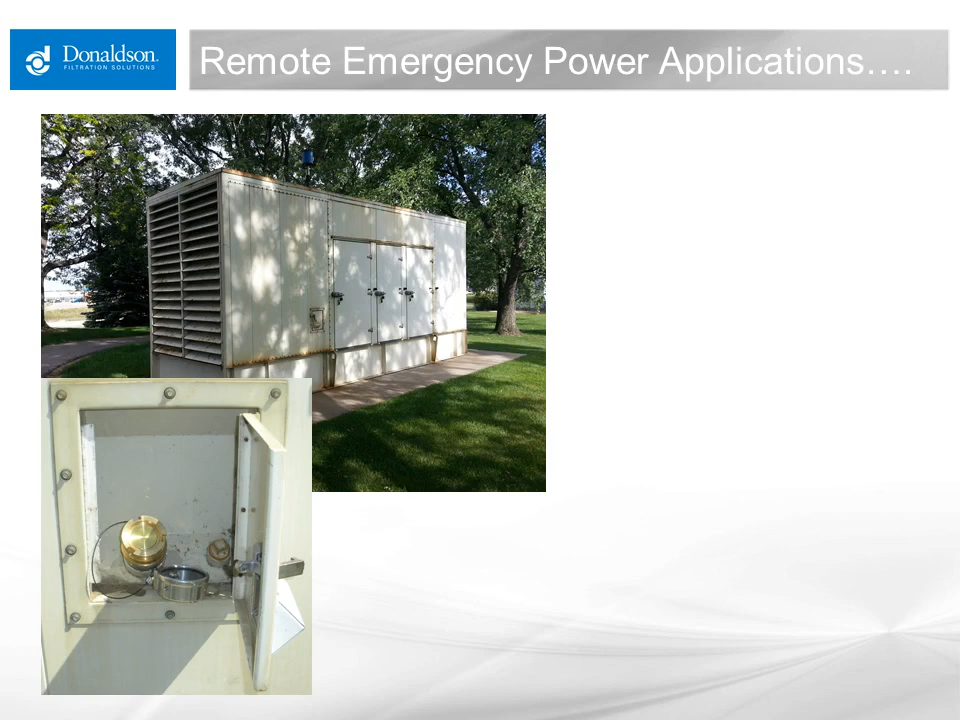 Donaldson.
FILTRATION SOLUTIONS
Remote Emergency Power Applications….